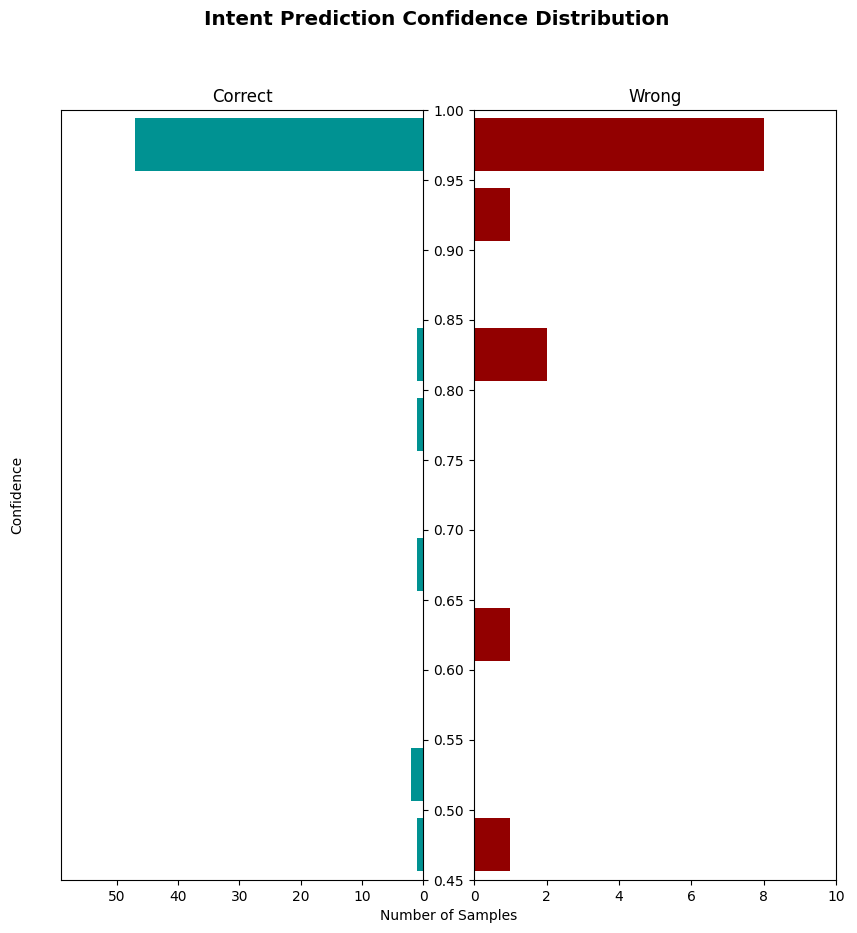 Intent Prediction Confidence Distribution
Correct
Wrong
1.00
0.95
0.90
0.85
0.80
0.75
0.70
0.65
0.60
0.55
0.50
0.45
Confidence
50 40 30 20 10 0
0 2 4 6 8 10
Number of Samples